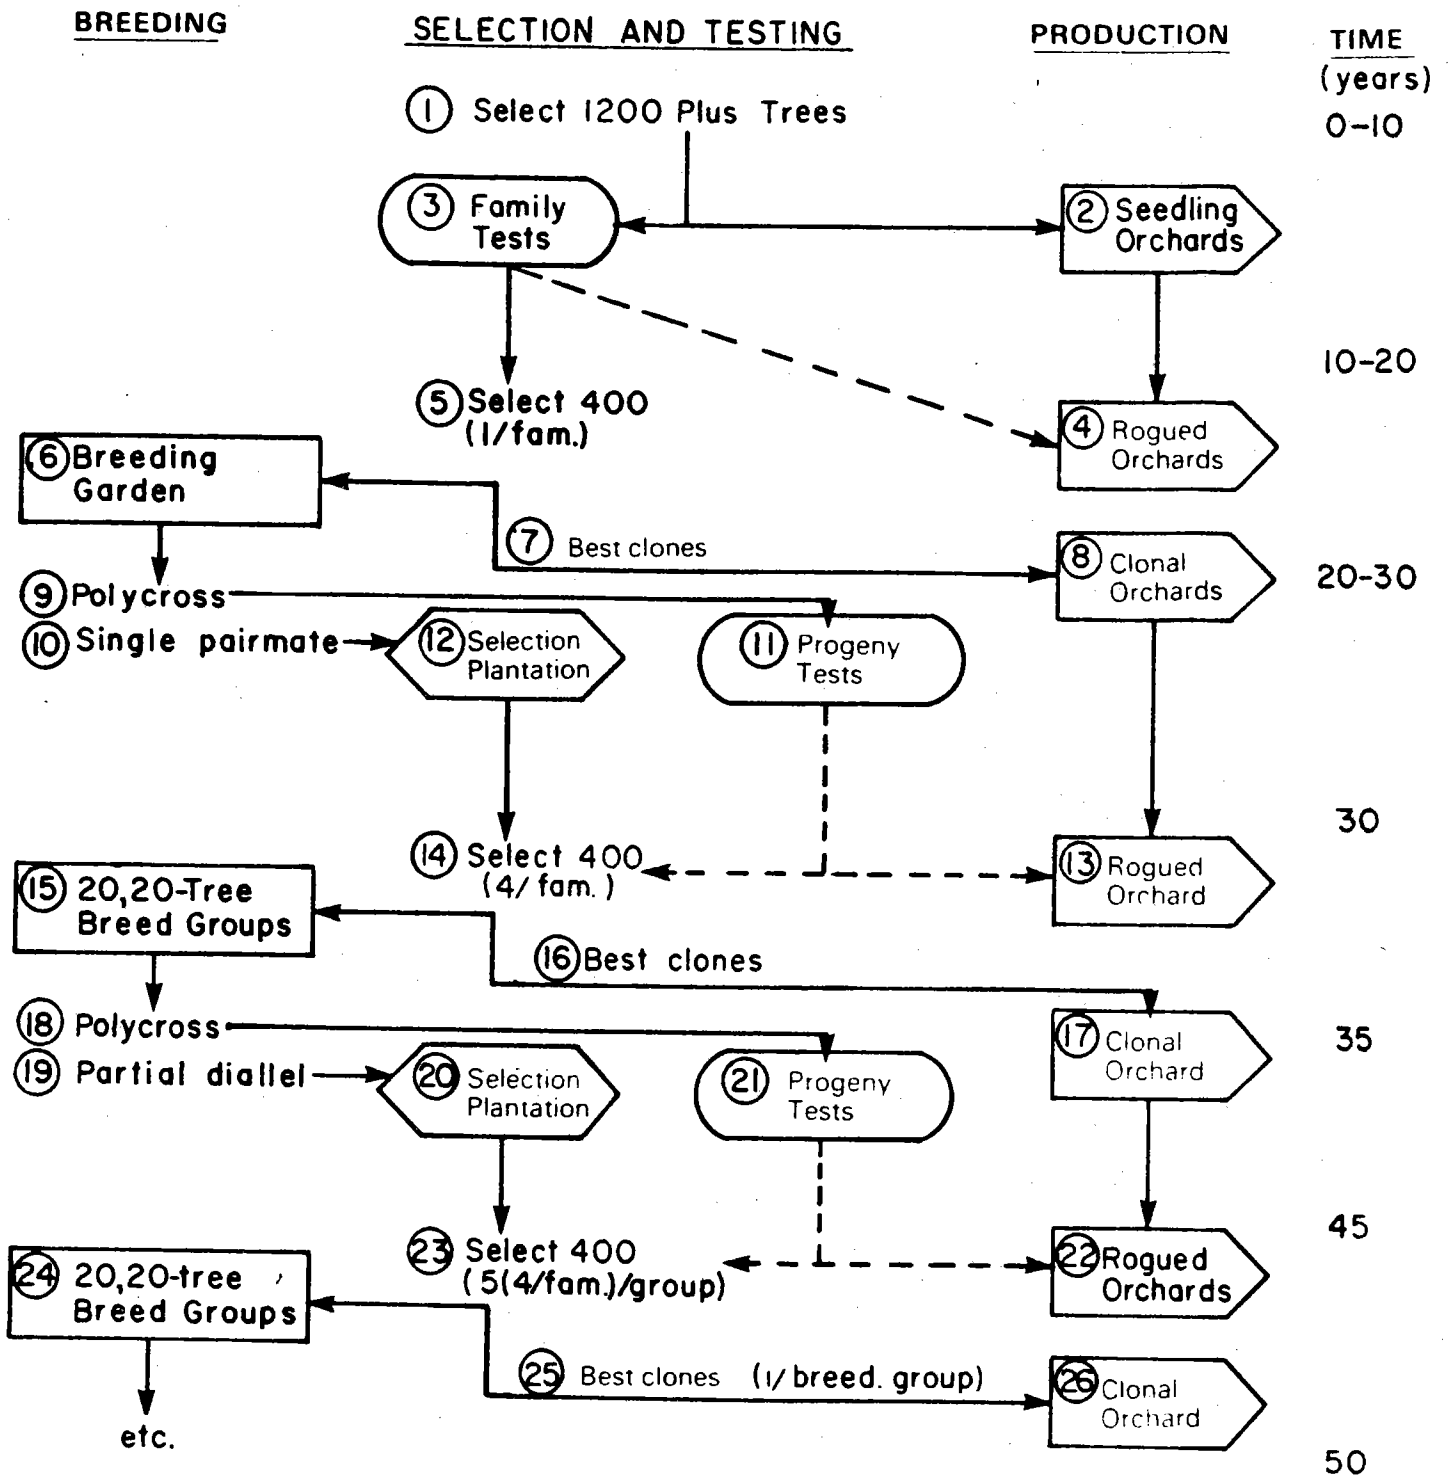 BREEDING
SELECTION AND TESTING
PRODUCTION
TIME
(years)
① Select 1200 Plus Trees
0-10
③ Family
Tests
② Seedling
Orchards
10-20
⑤ Select 400
(1/fam.)
④ Rogued
Orchards
⑥ Breeding
Garden
⑦ Best clones
⑧ Clonal
Orchards
20-30
⑨ Polycross
⑩ Single pairmate
⑫ Selection
Plantation
⑪ Progeny
Tests
30
⑭ Select 400
(4/fam.)
⑬ Rogued
Orchard
⑮ 20,20-Tree
Breed Groups
⑯ Best clones
⑱ Polycross
⑰ Clonal
Orchard
35
⑲ Partial diallel
⑳ Selection
Plantation
㉑ Progeny
Tests
45
㉓ Select 400
(5(4/fam.)/group)
㉒ Rogued
Orchards
㉔ 20,20-tree
Breed Groups
㉕ Best clones (1/breed. group)
㉖ Clonal
Orchard
etc.
50